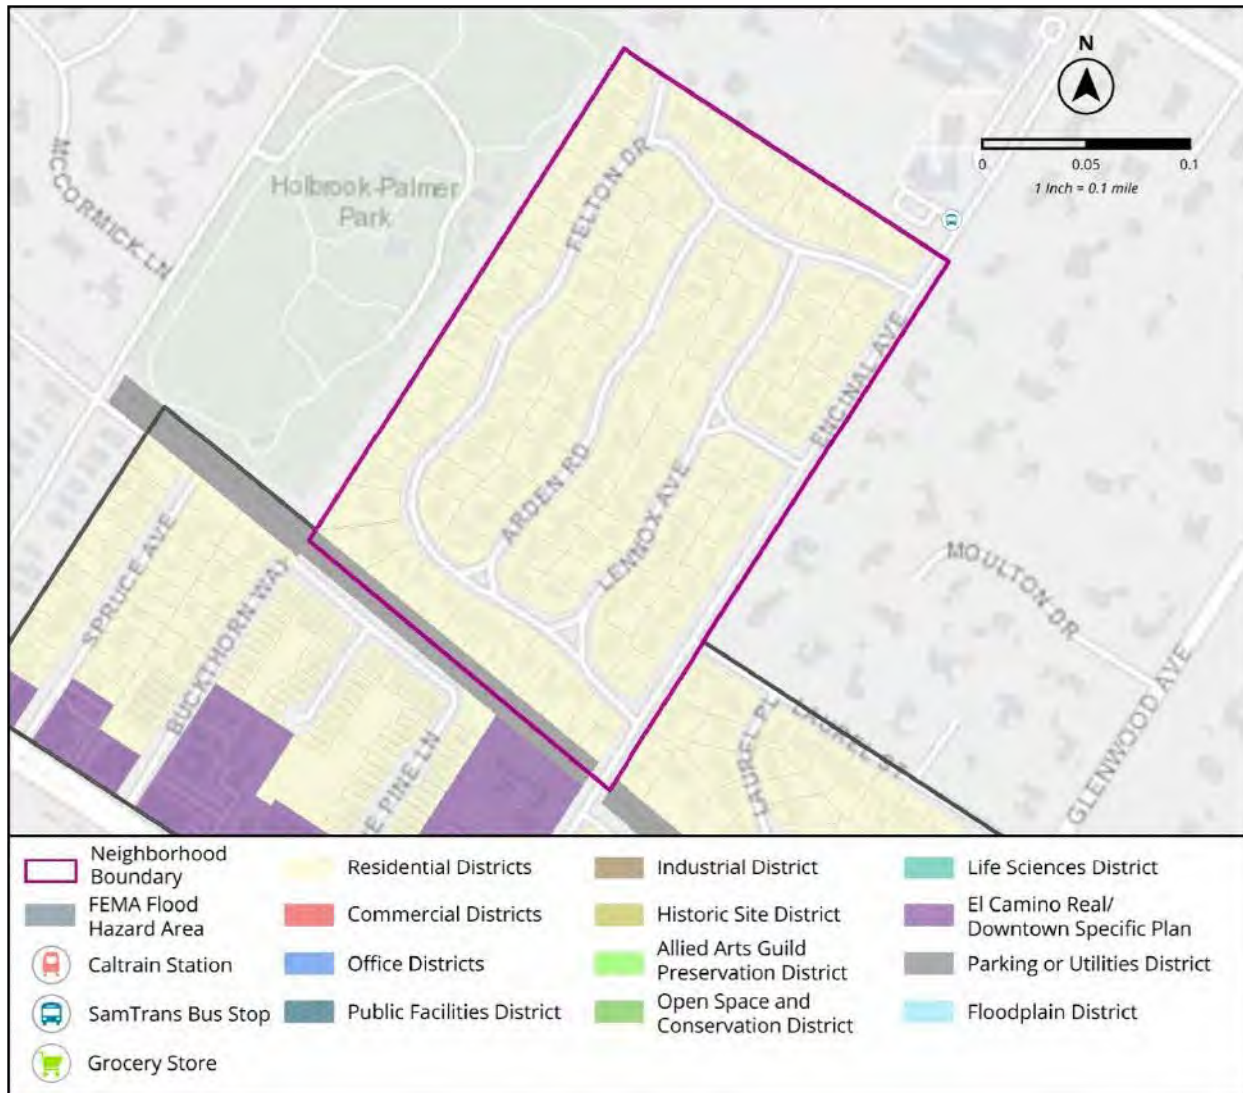 N
MCCORMICK LN
Holbrook-Palmer
Park
FELTON DR
0
0.05
0.1
1 Inch = 0.1 mile
ENCINAL AVE
ARDEN RD
LENNOX AVE
MOULTON DR
SPRUCE AVE
BUCKTHORN WAY
E PINE LN
LAUREL PL
LAUREL ST
GLENWOOD AVE
Neighborhood
Boundary
Residential Districts
Industrial District
Life Sciences District
FEMA Flood
Hazard Area
Commercial Districts
Historic Site District
El Camino Real/
Downtown Specific Plan
Caltrain Station
Office Districts
Allied Arts Guild
Preservation District
Parking or Utilities District
SamTrans Bus Stop
Public Facilities District
Open Space and
Conservation District
Floodplain District
Grocery Store